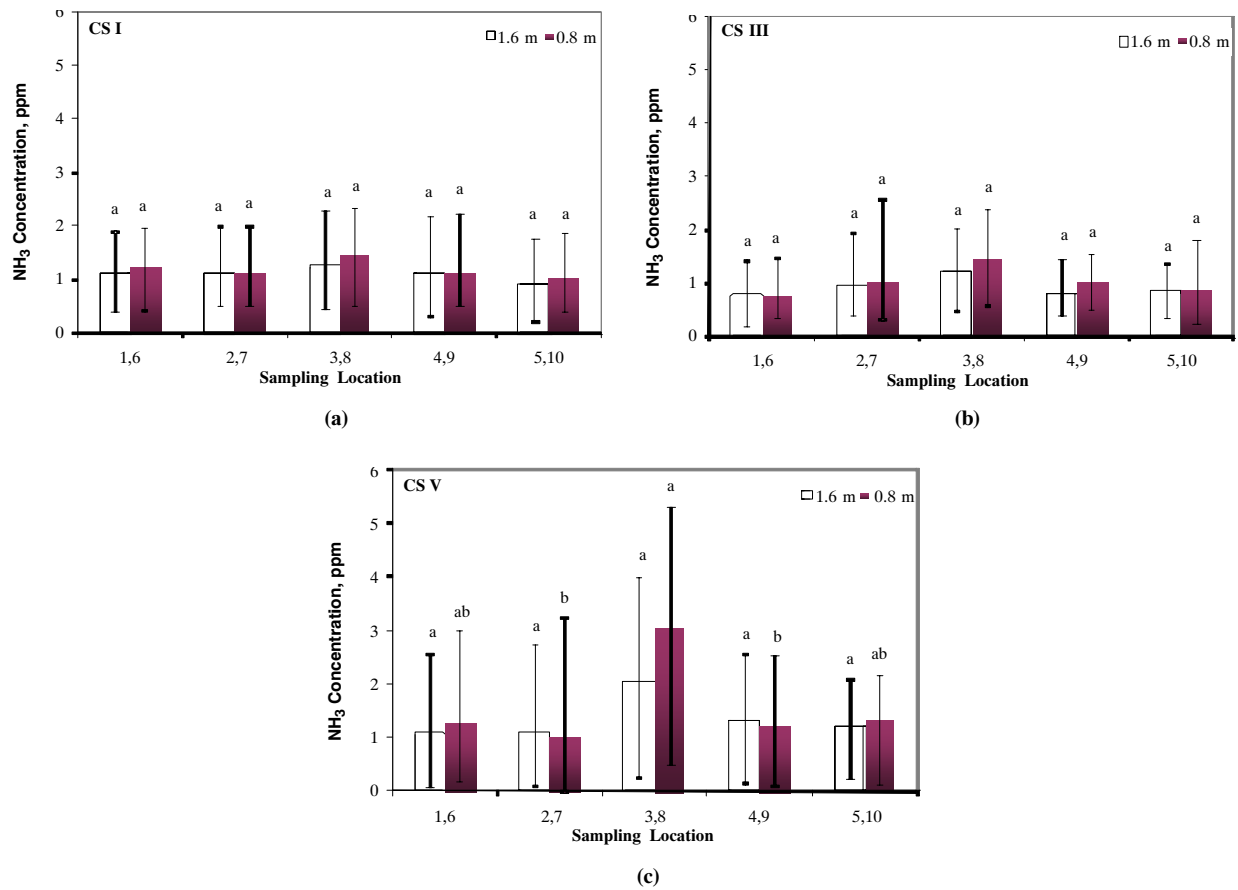 CS I
1.6 m 0.8 m
NH3 Concentration, ppm
6
5
4
3
2
1
0
a a a a a a a a a a
1,6 2,7 3,8 4,9 5,10
Sampling Location
(a)
CS III
1.6 m 0.8 m
NH3 Concentration, ppm
6
5
4
3
2
1
0
a a a a a a a a a a
1,6 2,7 3,8 4,9 5,10
Sampling Location
(b)
CS V
1.6 m 0.8 m
NH3 Concentration, ppm
6
5
4
3
2
1
0
a ab a b a a a b a ab
1,6 2,7 3,8 4,9 5,10
Sampling Location
(c)